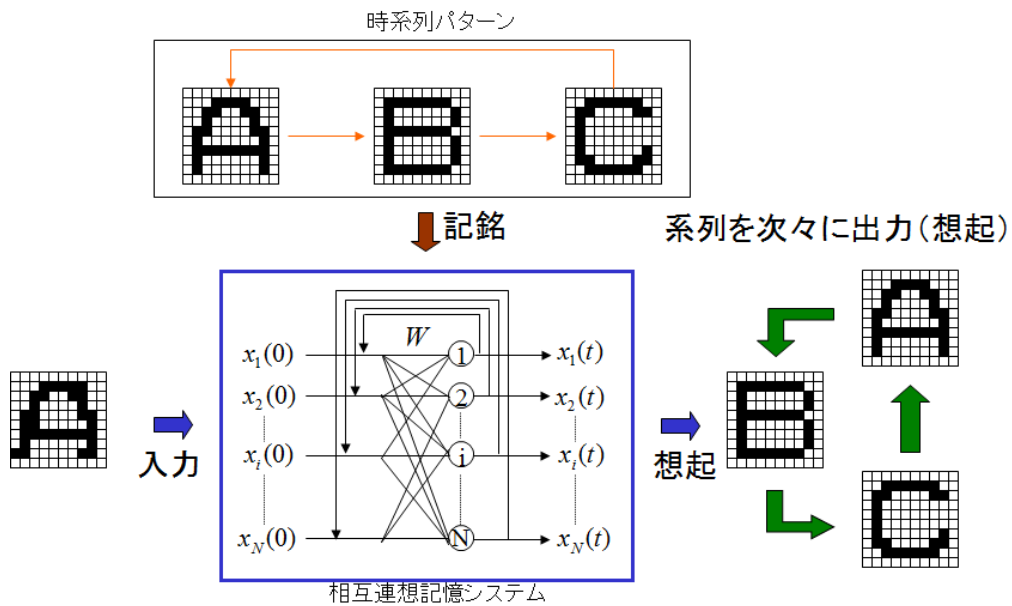 時系列パターン
A B C
記銘
系列を次々に出力(想起)
W
x₁(0) 1 x₁(t)
x₂(0) 2 x₂(t)
xᵢ(0) i xᵢ(t)
x_N(0) N x_N(t)
A
入力
想起
A
B
C
相互連想記憶システム